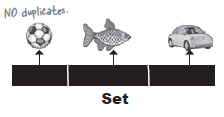 NO duplicates.
Set